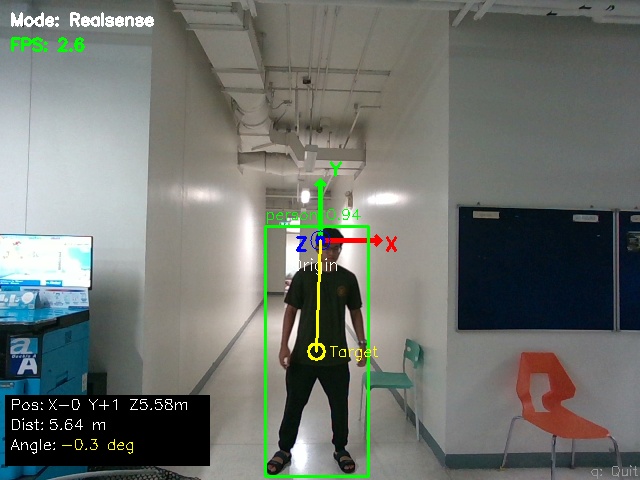 Mode: Realsense
FPS: 2.6
Y
person 0.94
Z
X
Origin
Target
A
Pos: X-0 Y+1 Z5.58m
Dist: 5.64 m
Angle: -0.3 deg
q: Quit